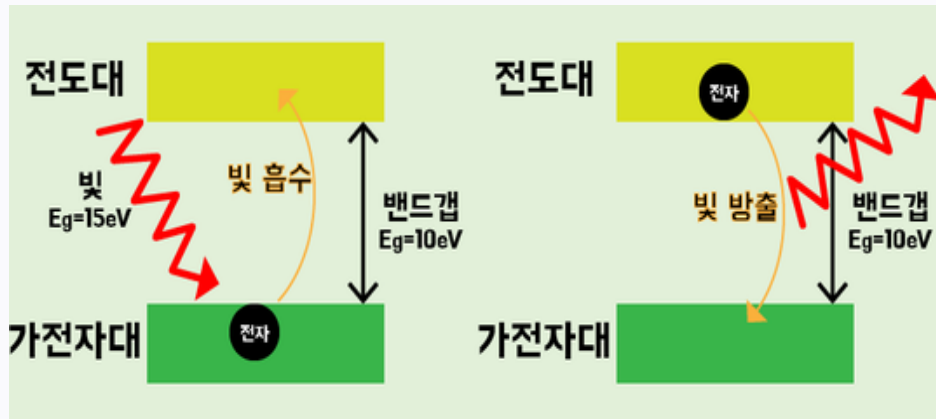 전도대
빛
Eg=15eV
빛 흡수
밴드갭
Eg=10eV
전자
가전자대
전도대
전자
빛 방출
밴드갭
Eg=10eV
가전자대